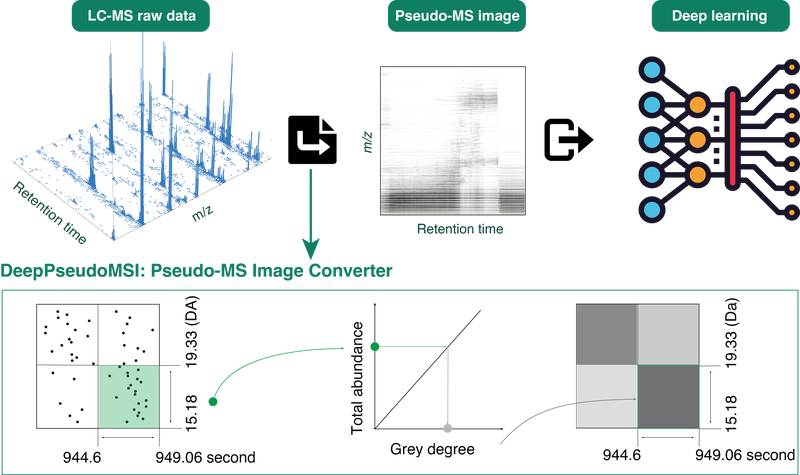 LC-MS raw data
Pseudo-MS image
Deep learning
Retention time
m/z
m/z
Retention time
DeepPseudoMSI: Pseudo-MS Image Converter
19.33 (DA)
15.18
944.6
949.06 second
Total abundance
Grey degree
19.33 (Da)
15.18
944.6
949.06 second